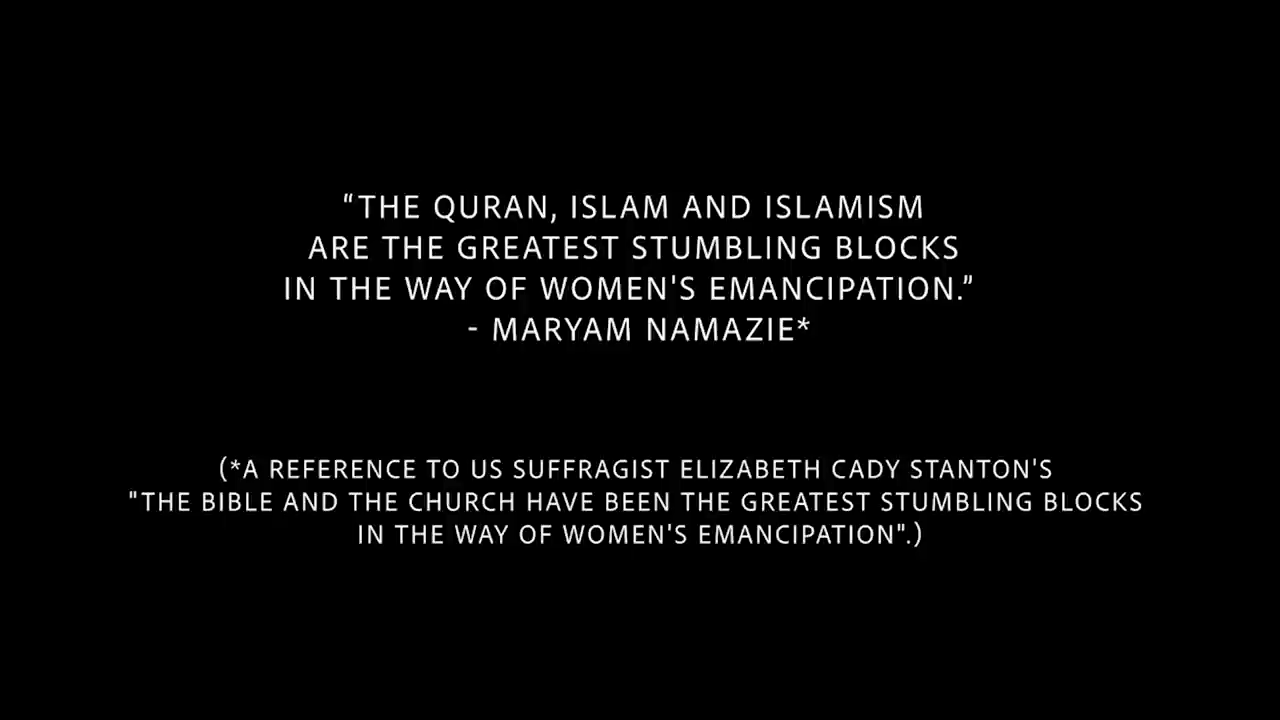 "THE QURAN, ISLAM AND ISLAMISM
ARE THE GREATEST STUMBLING BLOCKS
IN THE WAY OF WOMEN'S EMANCIPATION."
- MARYAM NAMAZIE*
(*A REFERENCE TO US SUFFRAGIST ELIZABETH CADY STANTON'S
"THE BIBLE AND THE CHURCH HAVE BEEN THE GREATEST STUMBLING BLOCKS
IN THE WAY OF WOMEN'S EMANCIPATION".)